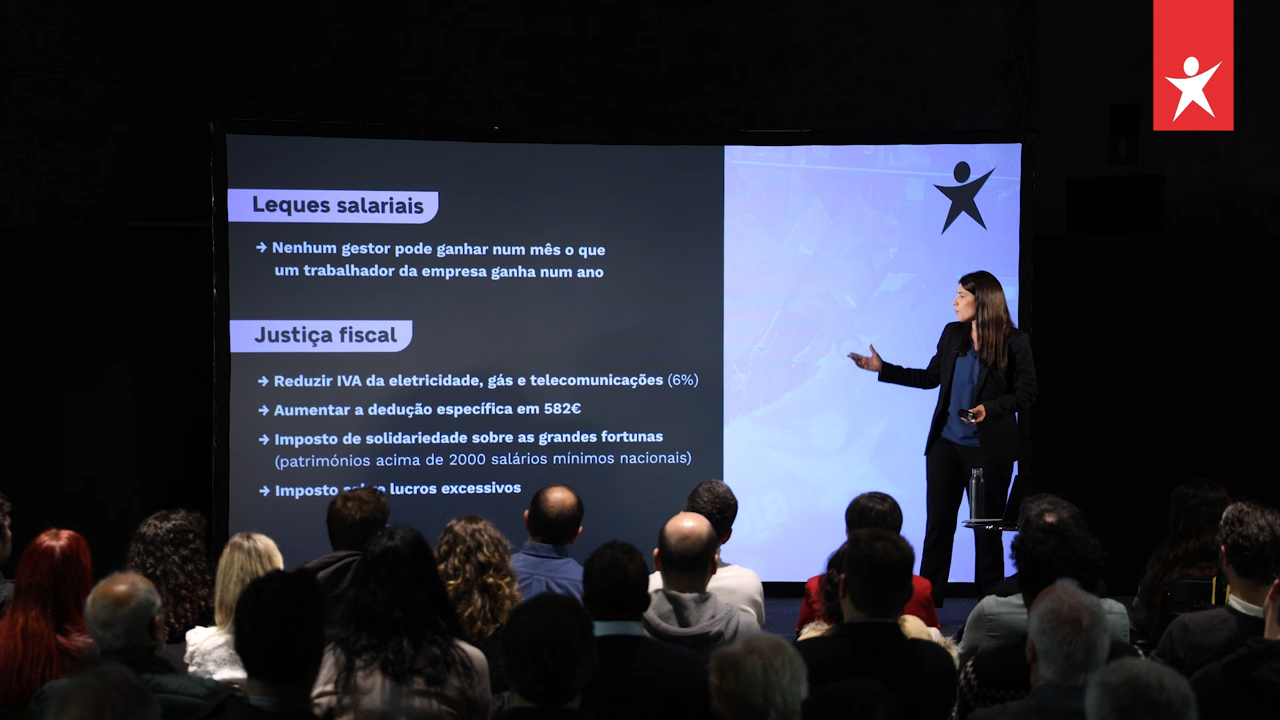 Leques salariais
→ Nenhum gestor pode ganhar num mês o que
um trabalhador da empresa ganha num ano
Justiça fiscal
→ Reduzir IVA da eletricidade, gás e telecomunicações (6%)
→ Aumentar a dedução específica em 582€
→ Imposto de solidariedade sobre as grandes fortunas
(patrimónios acima de 2000 salários mínimos nacionais)
→ Imposto sobre lucros excessivos